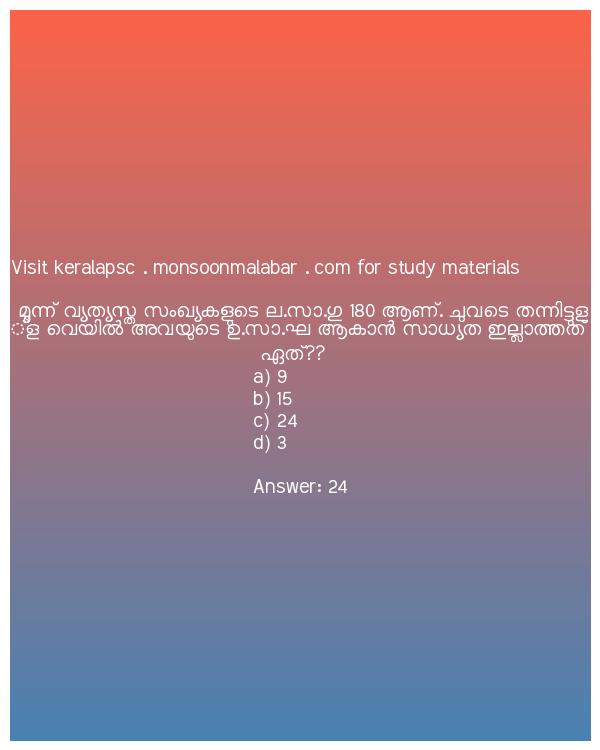 Visit keralapsc . monsoonmalabar . com for study materials
മൂന്ന് വ്യത്യസ്ത സംഖ്യകളുടെ ല.സാ.ഗു 180 ആണ്. ചുവടെ തന്നിട്ടുള
്ള വെയിൽ അവയുടെ ഉ.സാ.ഘ ആകാൻ സാധ്യത ഇല്ലാത്തത്
ഏത്??
a) 9
b) 15
c) 24
d) 3
Answer: 24